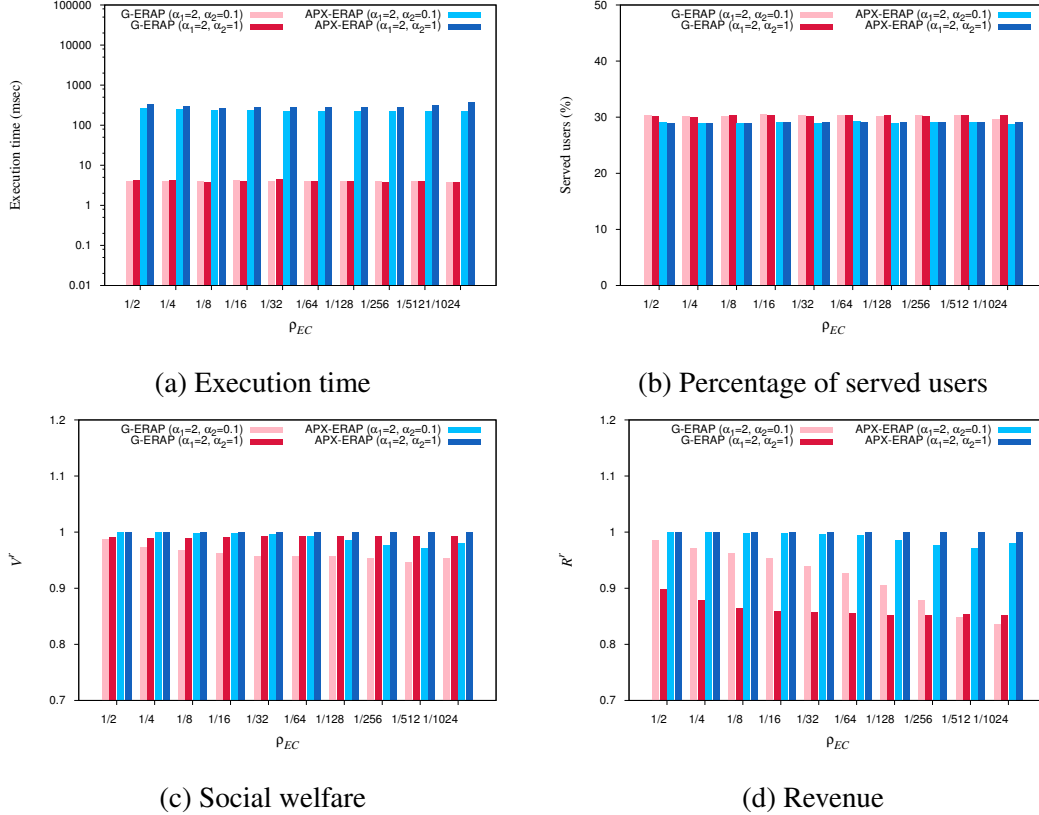 G-ERAP (α1=2, α2=0.1)
G-ERAP (α1=2, α2=1)
APX-ERAP (α1=2, α2=0.1)
APX-ERAP (α1=2, α2=1)
100000
10000
1000
100
10
1
0.1
0.01
Execution time (msec)
1/2 1/4 1/8 1/16 1/32 1/64 1/128 1/256 1/512 1/1024
ρEC
(a) Execution time
G-ERAP (α1=2, α2=0.1)
G-ERAP (α1=2, α2=1)
APX-ERAP (α1=2, α2=0.1)
APX-ERAP (α1=2, α2=1)
50
40
30
20
10
0
Served users (%)
1/2 1/4 1/8 1/16 1/32 1/64 1/128 1/256 1/512 1/1024
ρEC
(b) Percentage of served users
G-ERAP (α1=2, α2=0.1)
G-ERAP (α1=2, α2=1)
APX-ERAP (α1=2, α2=0.1)
APX-ERAP (α1=2, α2=1)
1.2
1.1
1
0.9
0.8
0.7
V^r
1/2 1/4 1/8 1/16 1/32 1/64 1/128 1/256 1/512 1/1024
ρEC
(c) Social welfare
G-ERAP (α1=2, α2=0.1)
G-ERAP (α1=2, α2=1)
APX-ERAP (α1=2, α2=0.1)
APX-ERAP (α1=2, α2=1)
1.2
1.1
1
0.9
0.8
0.7
R^r
1/2 1/4 1/8 1/16 1/32 1/64 1/128 1/256 1/512 1/1024
ρEC
(d) Revenue